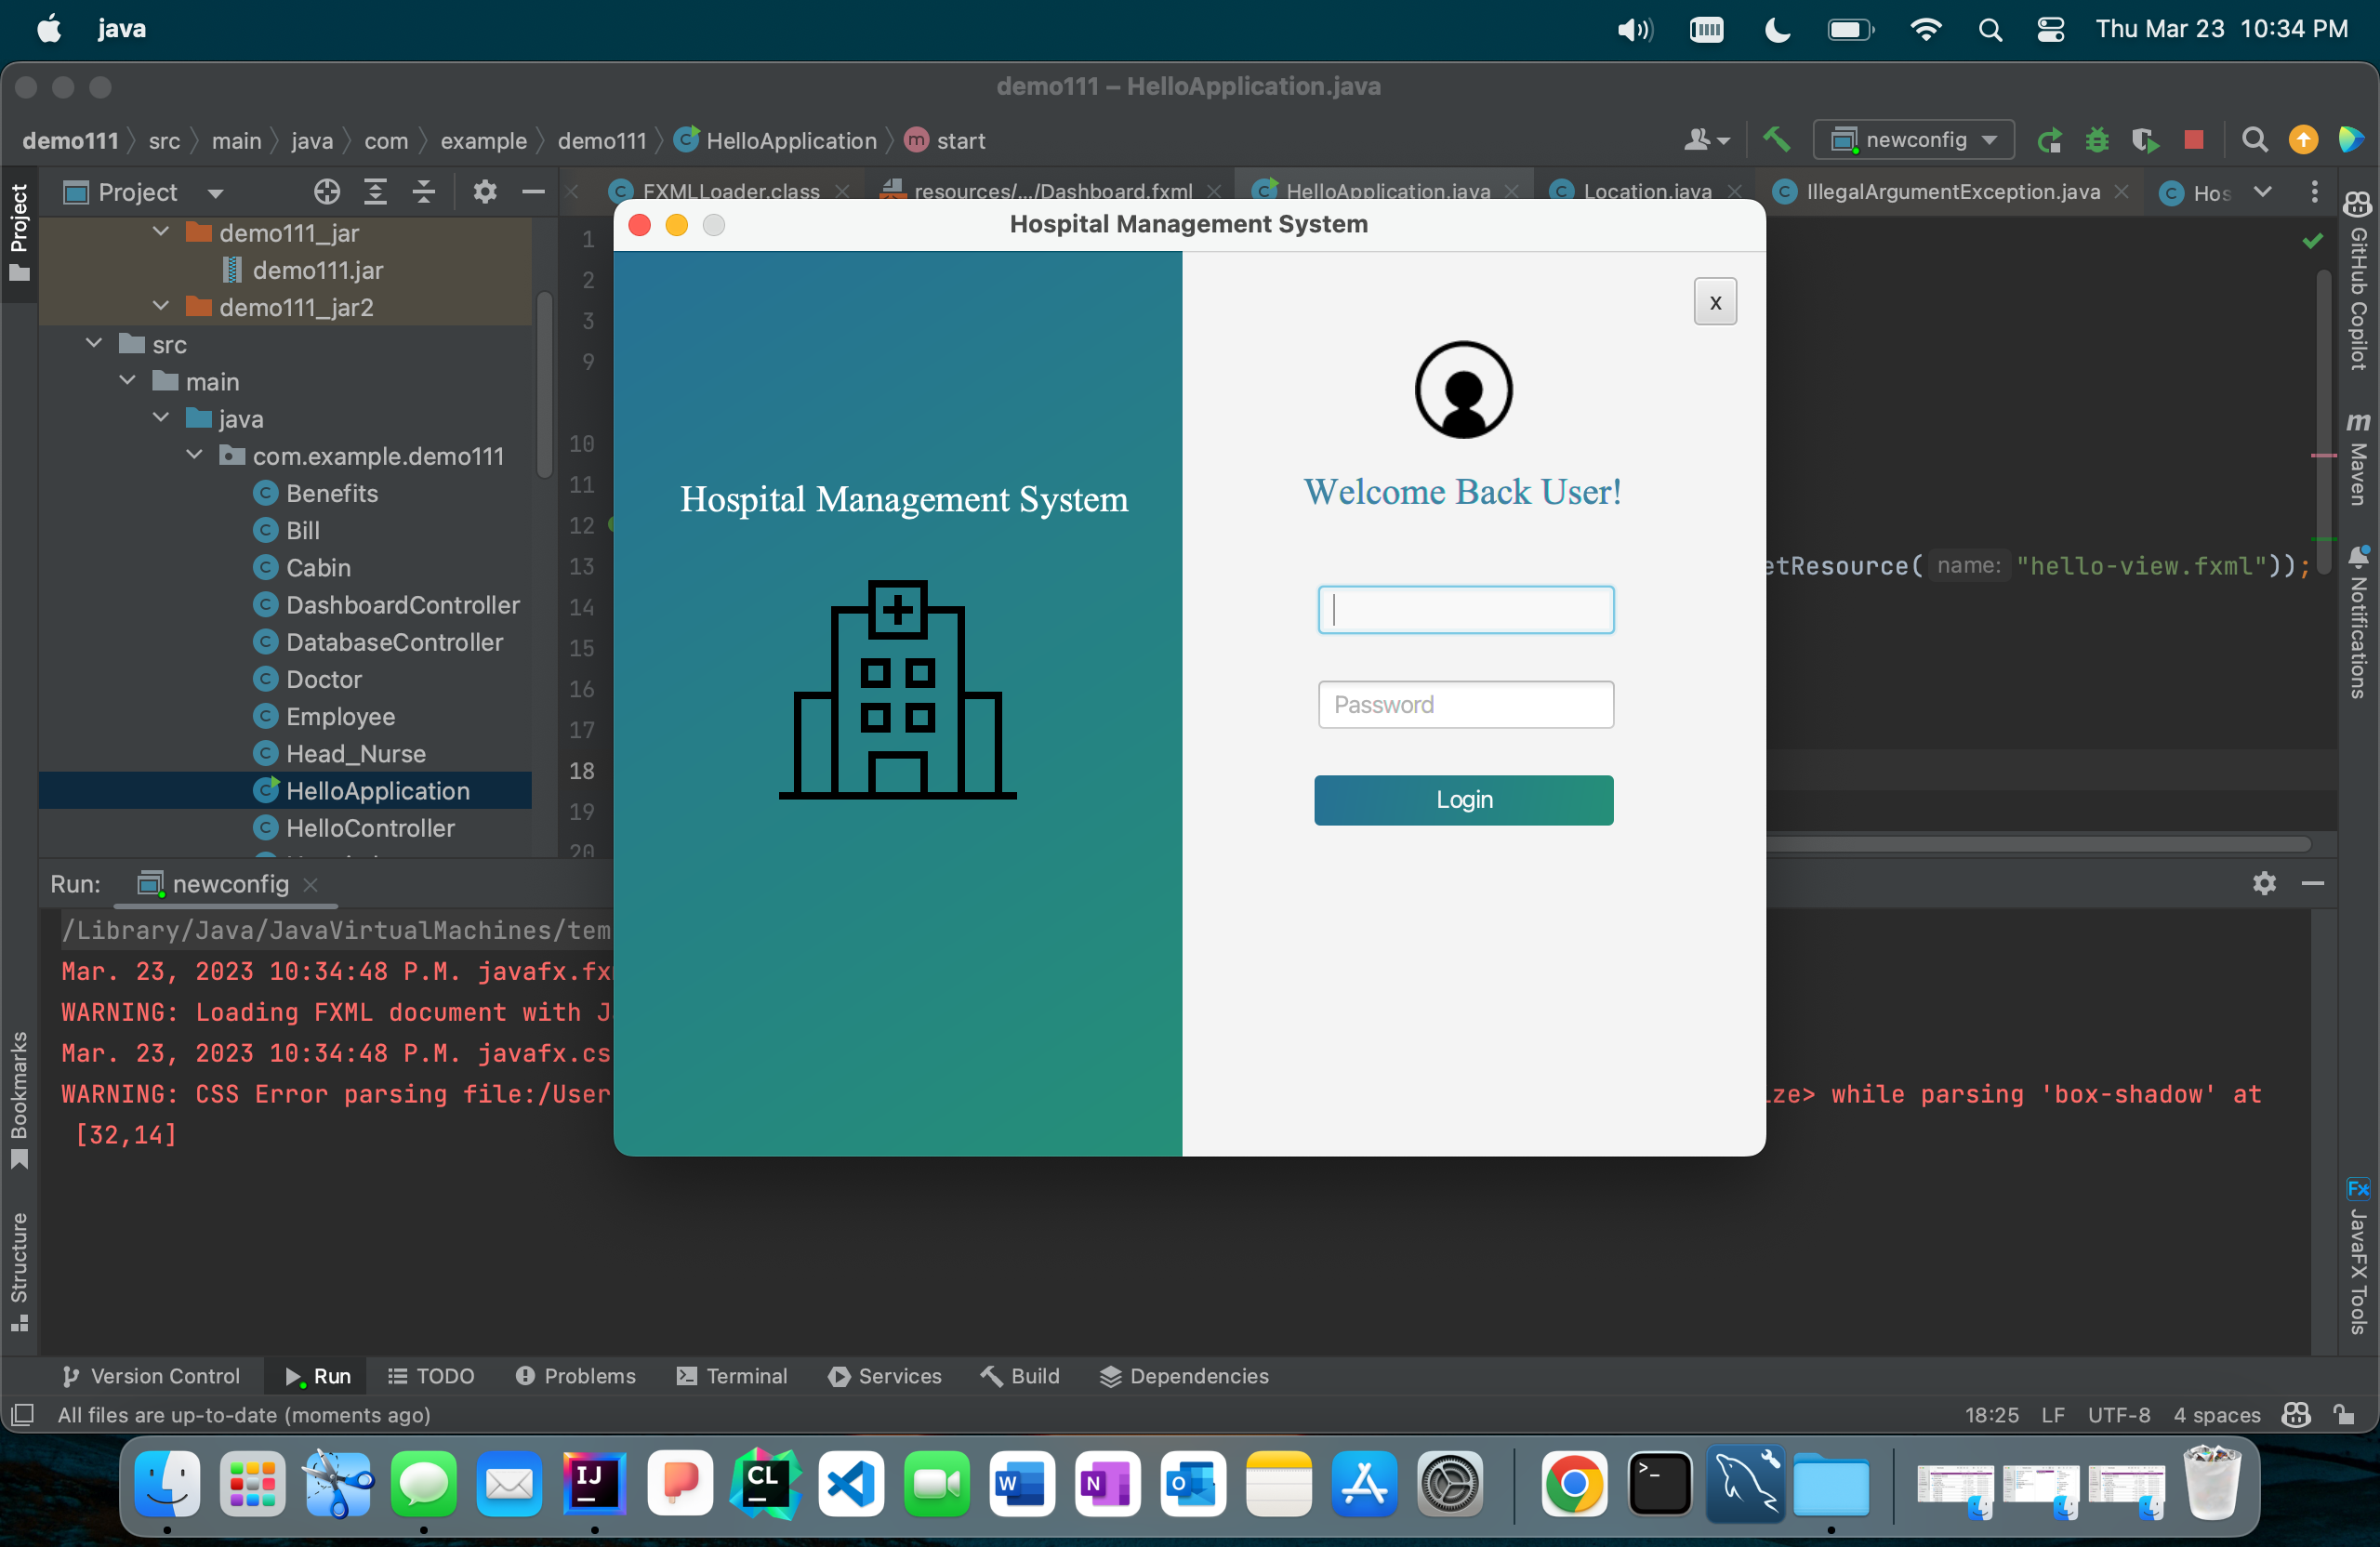 java
Thu Mar 23 10:34 PM
demo111 – HelloApplication.java
demo111 src main java com example demo111 HelloApplication start
newconfig
Project
FXMLLoader.class
resources/.../Dashboard.fxml
HelloApplication.java
Location.java
IllegalArgumentException.java
Hos
Project
demo111_jar
demo111.jar
demo111_jar2
src
main
java
com.example.demo111
Benefits
Bill
Cabin
DashboardController
DatabaseController
Doctor
Employee
Head_Nurse
HelloApplication
HelloController
1
2
3
9
10
11
12
13
14
15
16
17
18
19
20
etResource( name: "hello-view.fxml"));
Hospital Management System
Hospital Management System
x
Welcome Back User!
Password
Login
GitHub Copilot
Maven
Notifications
JavaFX Tools
Bookmarks
Structure
Run: newconfig
/Library/Java/JavaVirtualMachines/tem
Mar. 23, 2023 10:34:48 P.M. javafx.fx
WARNING: Loading FXML document with J
Mar. 23, 2023 10:34:48 P.M. javafx.cs
WARNING: CSS Error parsing file:/User
ize> while parsing 'box-shadow' at
[32,14]
Version Control Run TODO Problems Terminal Services Build Dependencies
All files are up-to-date (moments ago)
18:25 LF UTF-8 4 spaces
IJ
CL
W
N
O